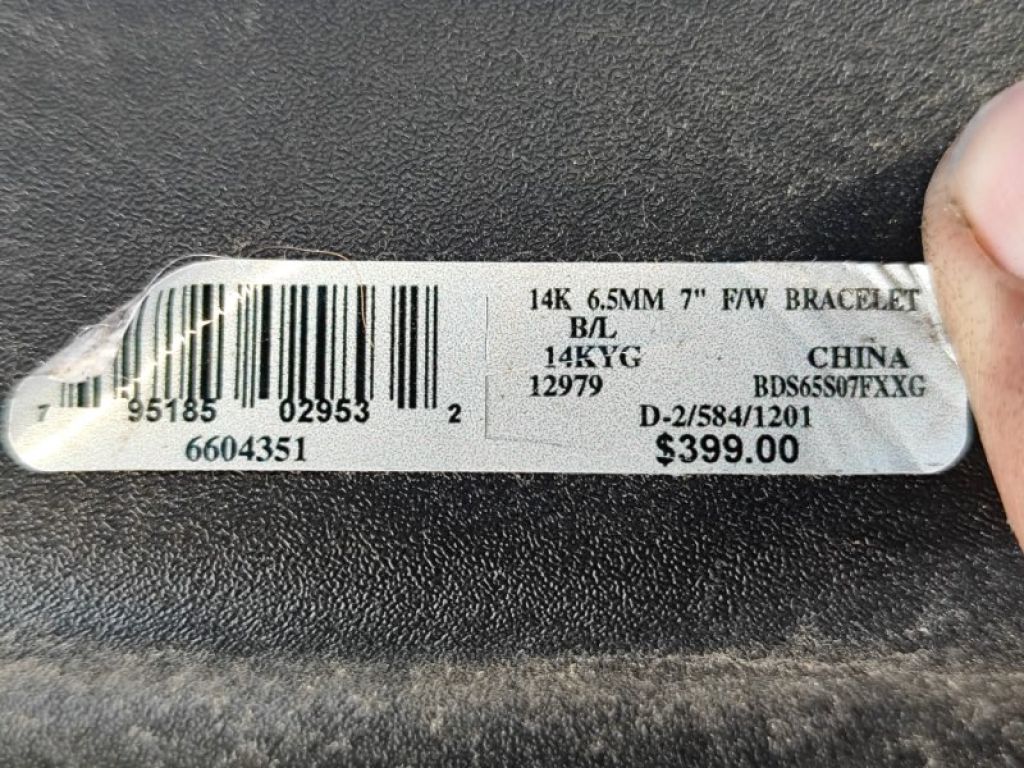 7 95185 02953 2
6604351
14K 6.5MM 7" F/W BRACELET
B/L
14KYG CHINA
12979 BDS65S07FXXG
D-2/584/1201
$399.00